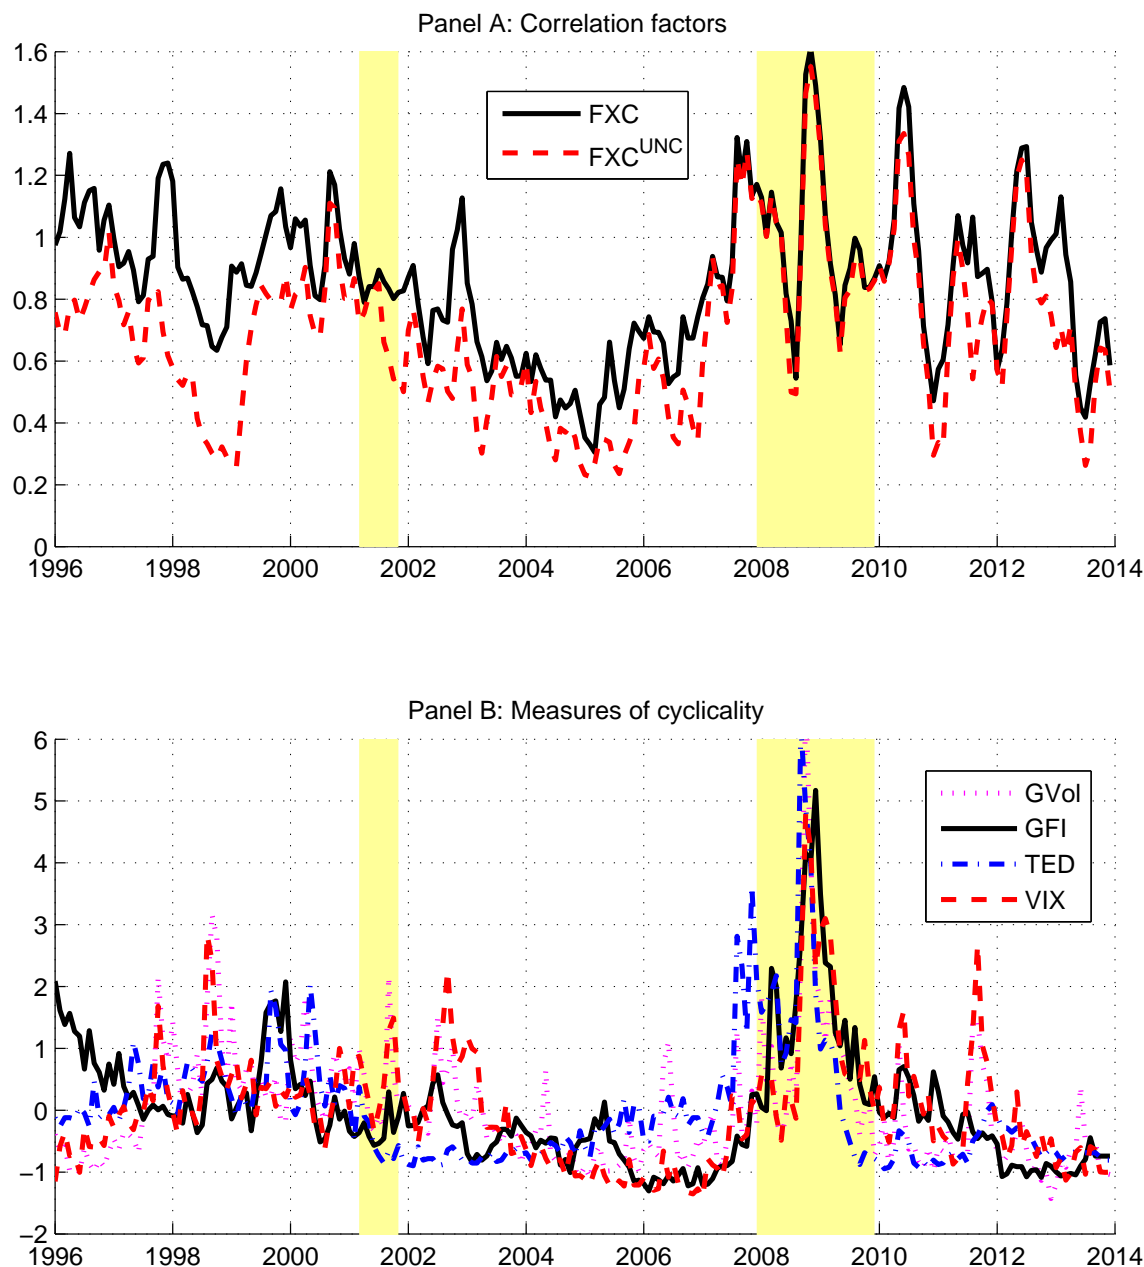 Panel A: Correlation factors
1.6
1.4
1.2
1
0.8
0.6
0.4
0.2
0
FXC
FXC^UNC
1996 1998 2000 2002 2004 2006 2008 2010 2012 2014
Panel B: Measures of cyclicality
6
5
4
3
2
1
0
−1
−2
GVol
GFI
TED
VIX
1996 1998 2000 2002 2004 2006 2008 2010 2012 2014